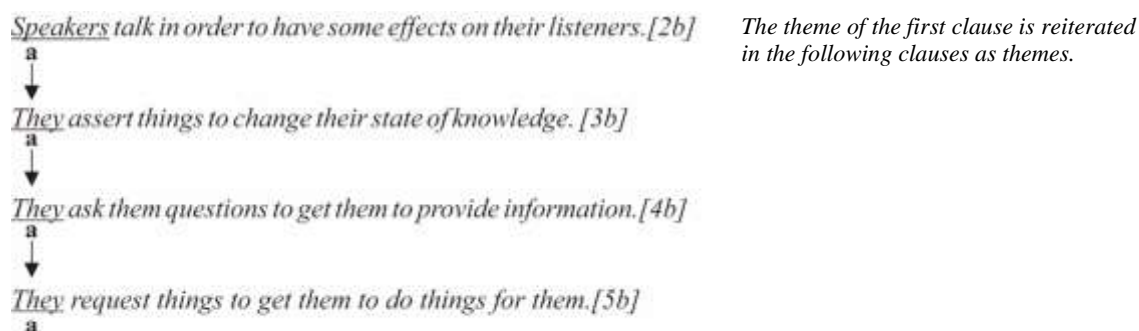 Speakers talk in order to have some effects on their listeners.[2b]
The theme of the first clause is reiterated
in the following clauses as themes.
a
They assert things to change their state of knowledge. [3b]
a
They ask them questions to get them to provide information.[4b]
a
They request things to get them to do things for them.[5b]
a